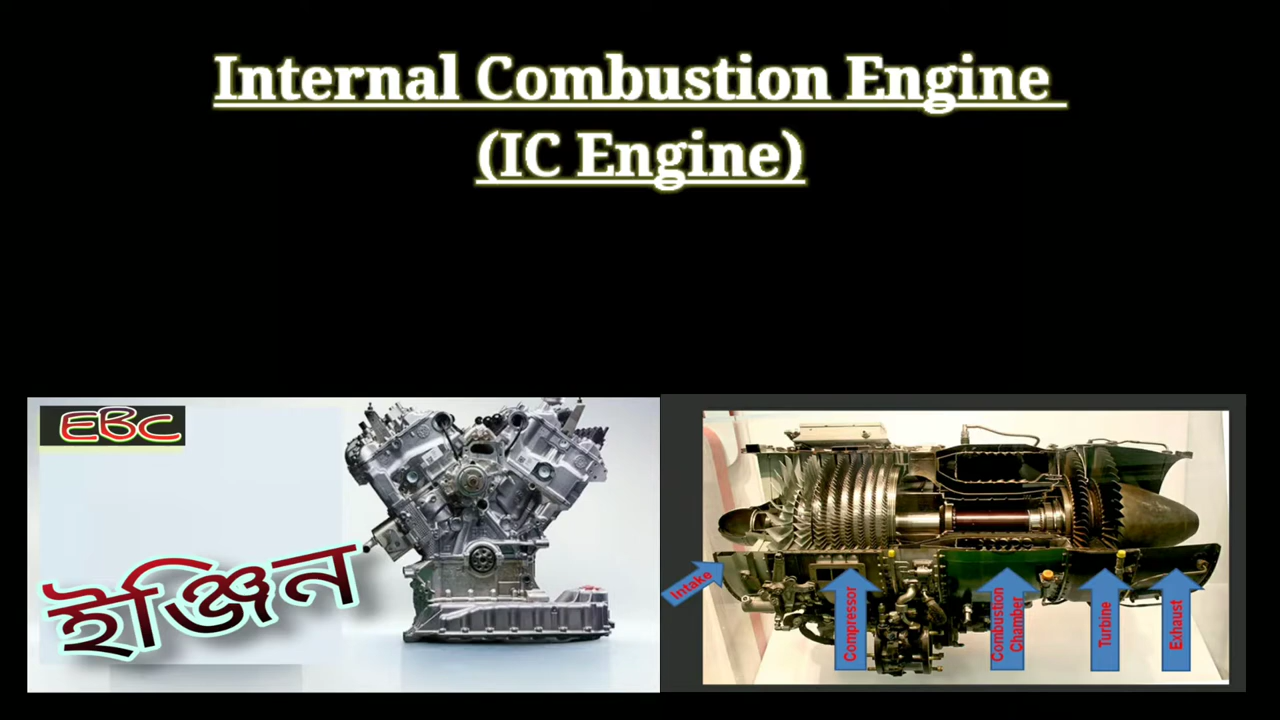 Internal Combustion Engine
(IC Engine)
EBC
ইঞ্জিন
Intake
Compressor
Combustion
Chamber
Turbine
Exhaust